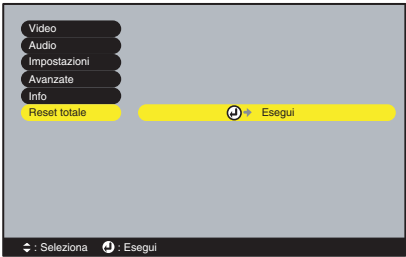 Video
Audio
Impostazioni
Avanzate
Info
Reset totale
Esegui
: Seleziona : Esegui